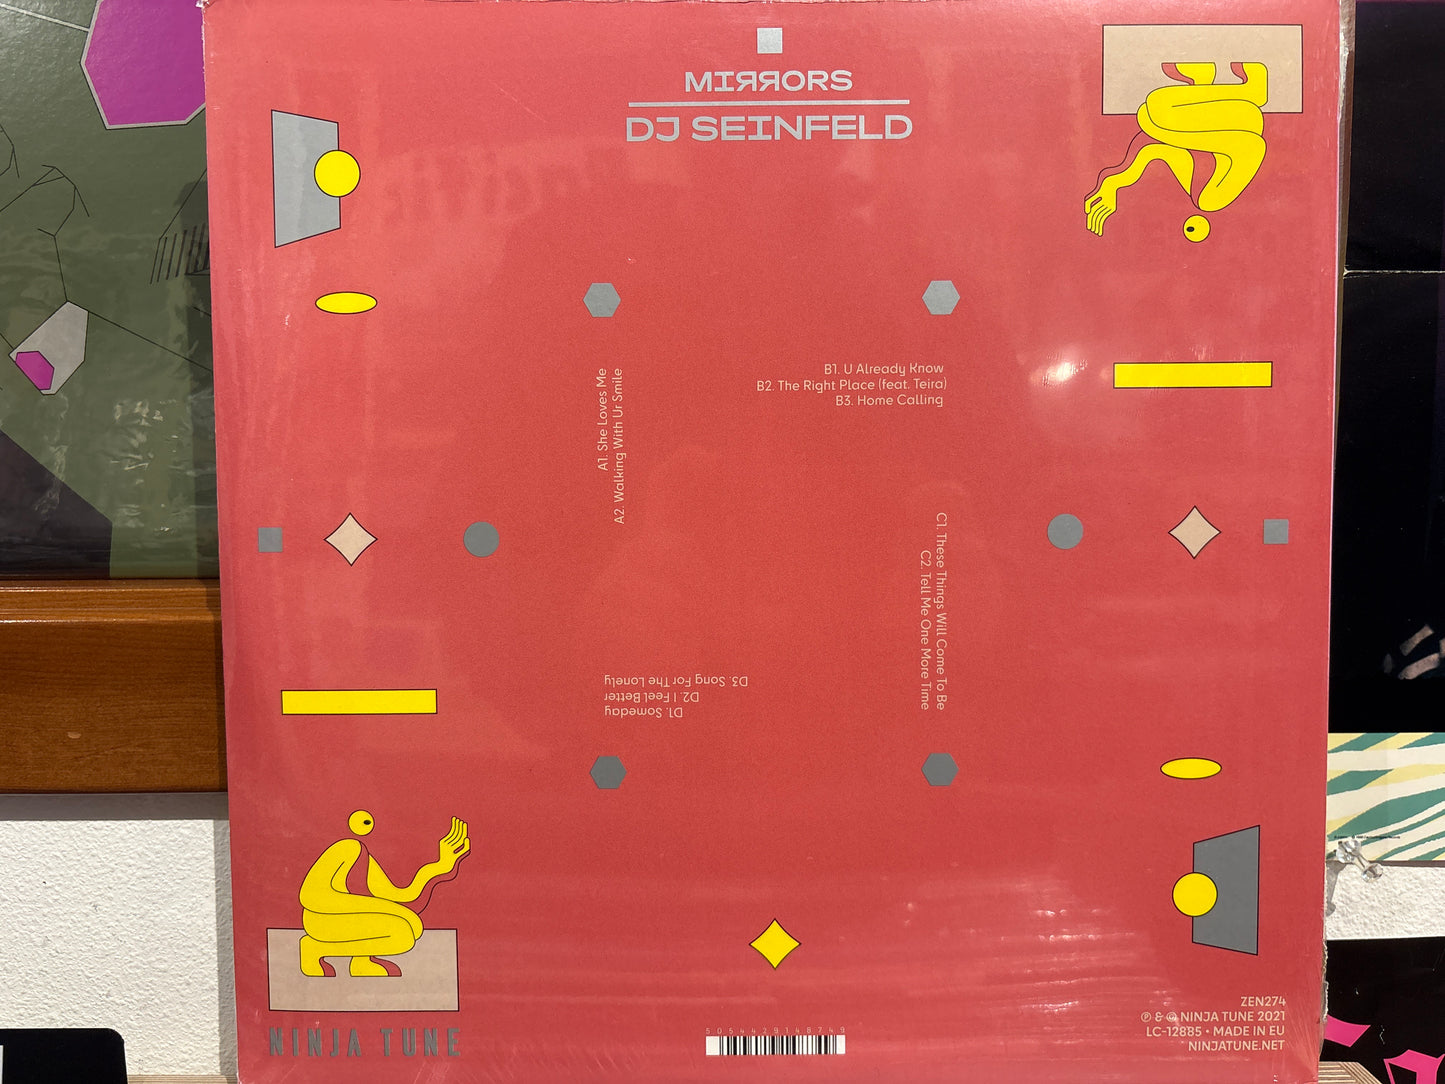 MIRRORS
DJ SEINFELD
A1. She Loves Me
A2. Walking With Ur Smile
B1. U Already Know
B2. The Right Place (feat. Teira)
B3. Home Calling
C1. These Things Will Come To Be
C2. Tell Me One More Time
D1. Someday
D2. I Feel Better
D3. Song For The Lonely
NINJA TUNE
5054429148749
ZEN274
℗ & © NINJA TUNE 2021
LC-12885 • MADE IN EU
NINJATUNE.NET